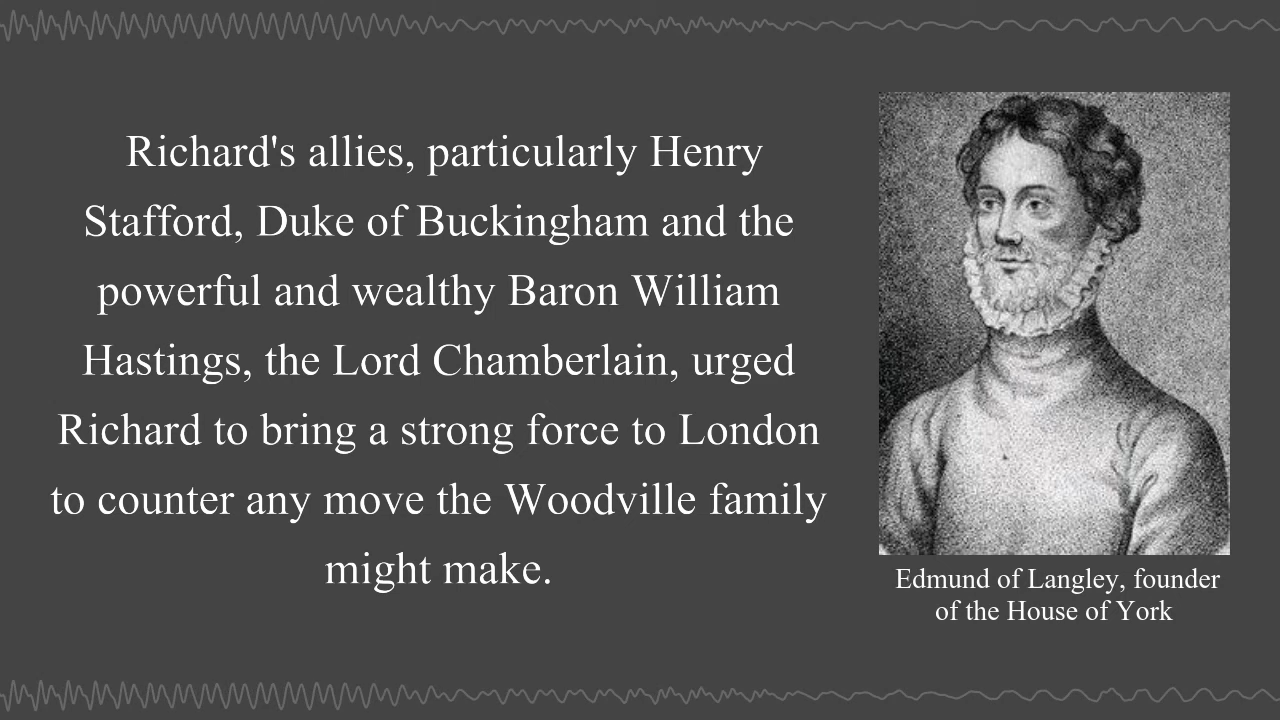 Richard's allies, particularly Henry
Stafford, Duke of Buckingham and the
powerful and wealthy Baron William
Hastings, the Lord Chamberlain, urged
Richard to bring a strong force to London
to counter any move the Woodville family
might make.
Edmund of Langley, founder
of the House of York